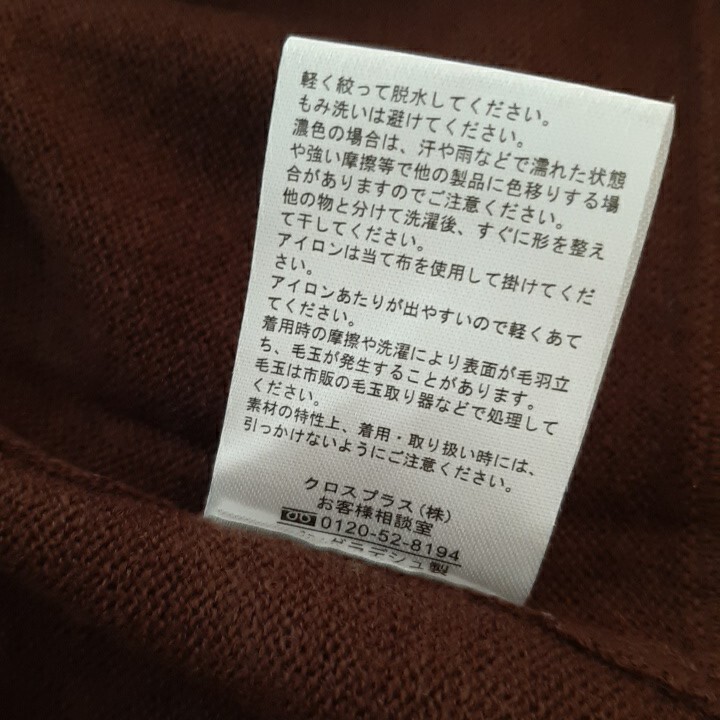 軽く絞って脱水してください。
もみ洗いは避けてください。
濃色の場合は、汗や雨などで濡れた状態
や強い摩擦等で他の製品に色移りする場
合がありますのでご注意ください。
他の物と分けて洗濯後、すぐに形を整え
て干してください。
アイロンは当て布を使用して掛けてくだ
さい。
アイロンあたりが出やすいので軽くあて
てください。
着用時の摩擦や洗濯により表面が毛羽立
ち、毛玉が発生することがあります。
毛玉は市販の毛玉取り器などで処理して
ください。
素材の特性上、着用・取り扱い時には、
引っかけないようにご注意ください。
クロスプラス(株)
お客様相談室
0120-52-8194
バングラデシュ製